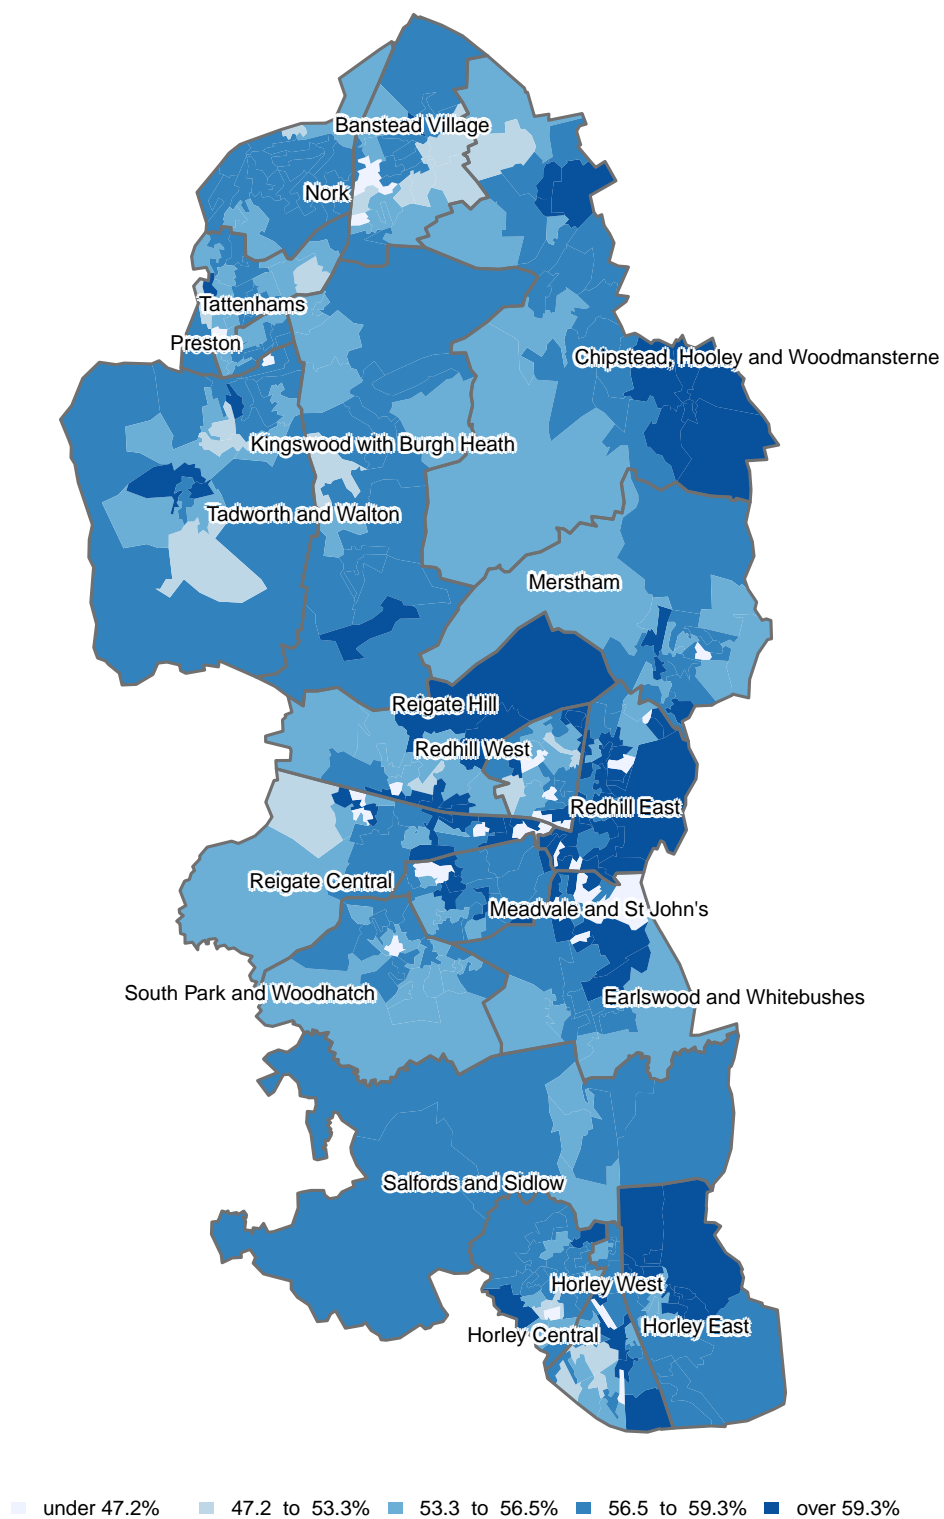 Banstead Village
Nork
Tattenhams
Preston
Chipstead, Hooley and Woodmansterne
Kingswood with Burgh Heath
Tadworth and Walton
Merstham
Reigate Hill
Redhill West
Redhill East
Reigate Central
Meadvale and St John's
South Park and Woodhatch
Earlswood and Whitebushes
Salfords and Sidlow
Horley West
Horley East
Horley Central
under 47.2% 47.2 to 53.3% 53.3 to 56.5% 56.5 to 59.3% over 59.3%